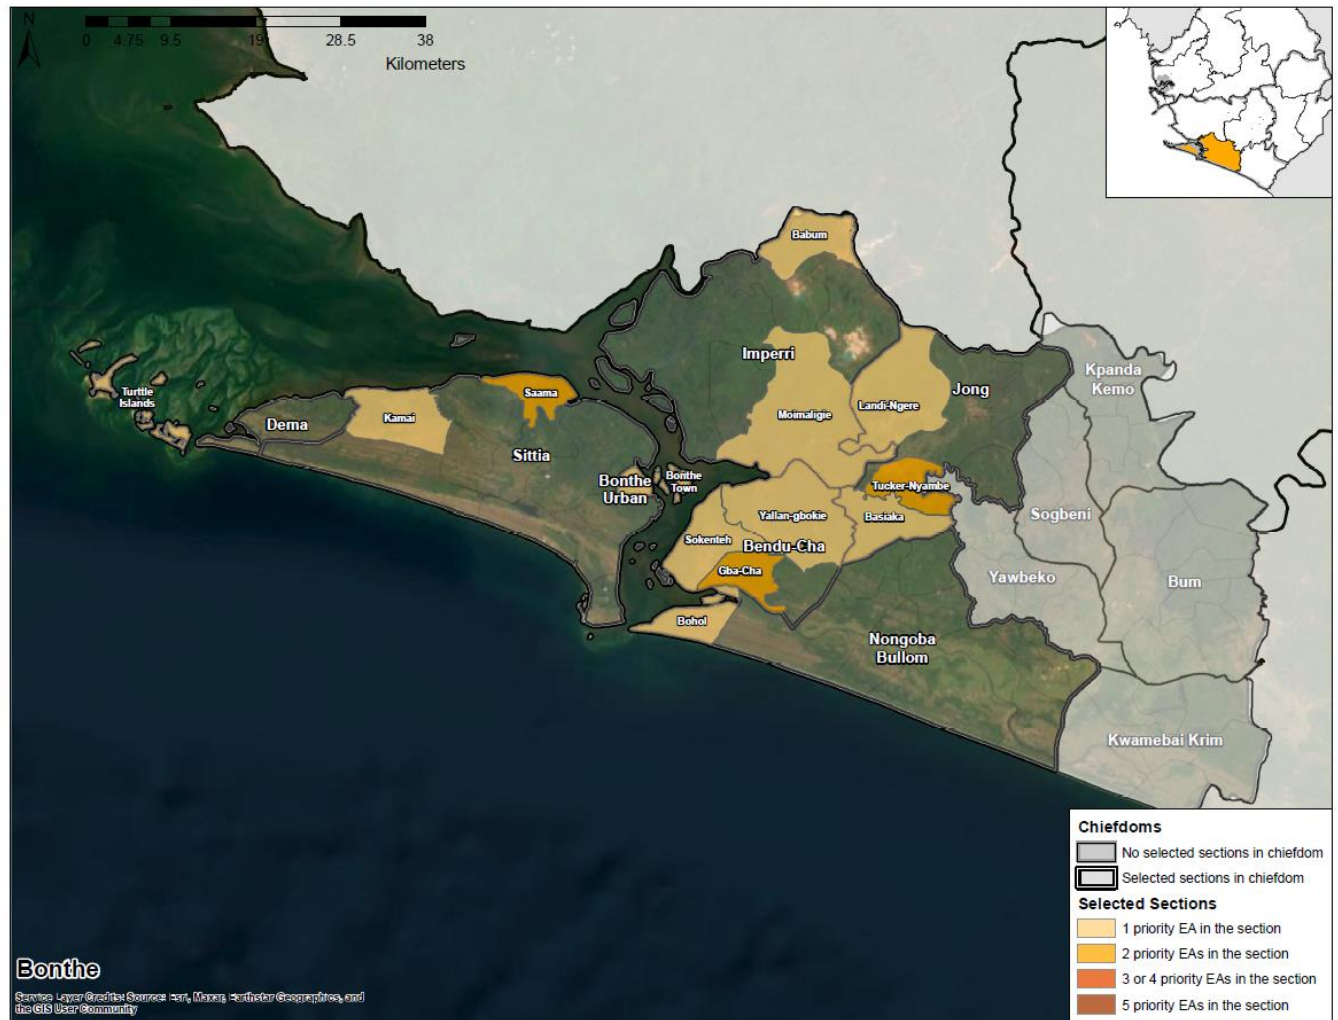 N
0 4.75 9.5 19 28.5 38
Kilometers
Babum
Imperri
Kpanda
Kemo
Turttle
Islands
Saama
Jong
Landi-Ngere
Kamai
Moimaligie
Dema
Sittia
Bonthe
Urban
Bonthe
Town
Tucker-Nyambe
Yallan-gbokie
Basiaka
Sogbeni
Sokenteh
Bendu-Cha
Gba-Cha
Yawbeko
Bum
Bohol
Nongoba
Bullom
Kwamebai Krim
Chiefdoms
No selected sections in chiefdom
Selected sections in chiefdom
Selected Sections
1 priority EA in the section
2 priority EAs in the section
3 or 4 priority EAs in the section
5 priority EAs in the section
Bonthe
Service Layer Credits: Source: Esri, Maxar, Earthstar Geographics, and
the GIS User Community